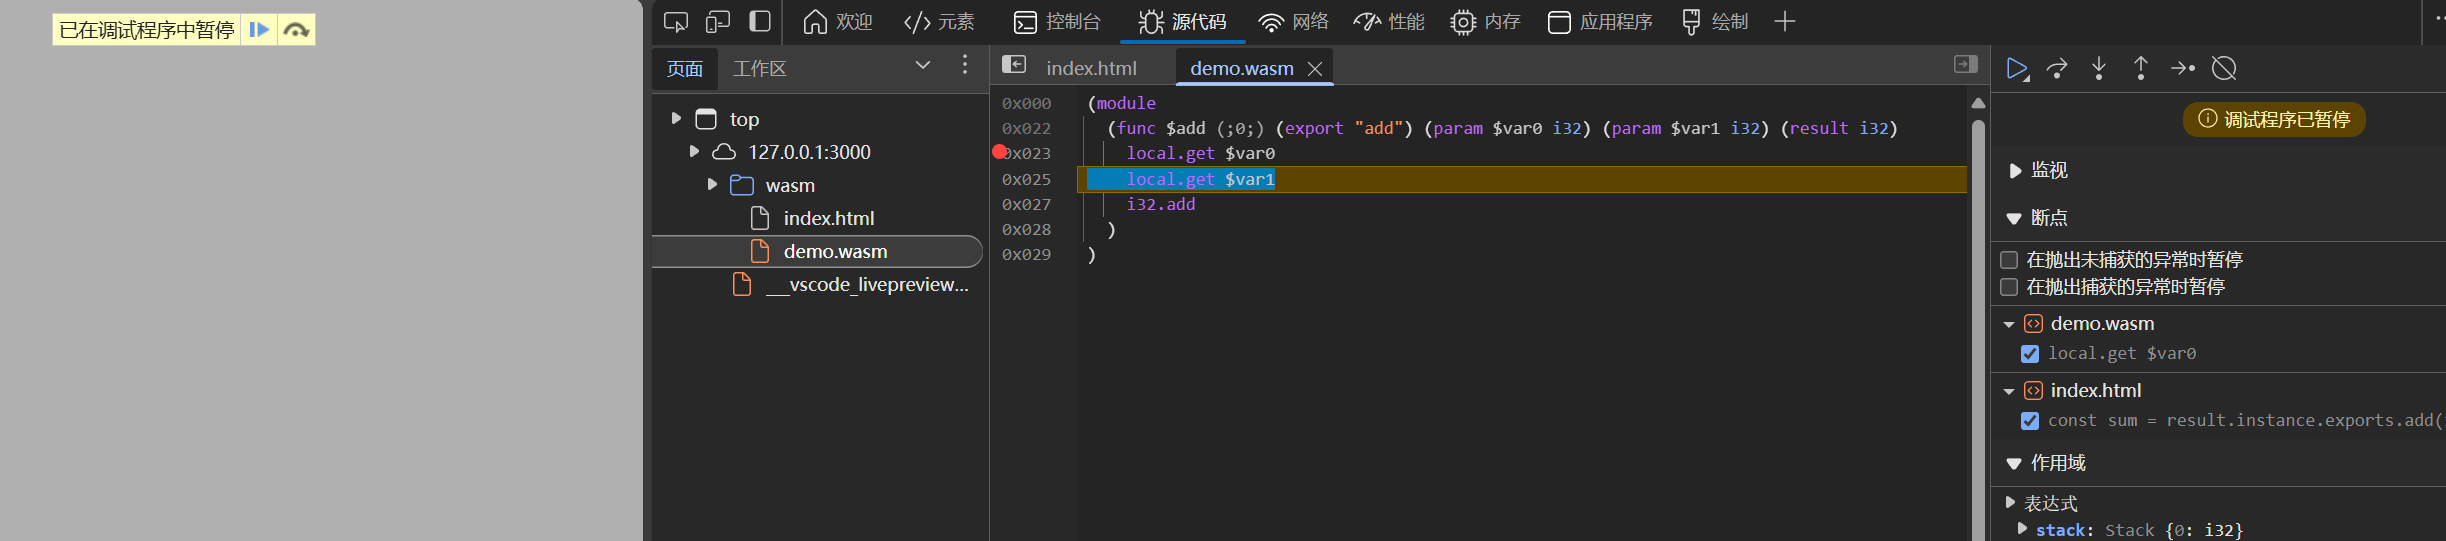 已在调试程序中暂停
欢迎 元素 控制台 源代码 网络 性能 内存 应用程序 绘制
页面 工作区
index.html demo.wasm
top
127.0.0.1:3000
wasm
index.html
demo.wasm
___vscode_livepreview...
0x000 (module
0x022 (func $add (;0;) (export "add") (param $var0 i32) (param $var1 i32) (result i32)
0x023 local.get $var0
0x025 local.get $var1
0x027 i32.add
0x028 )
0x029 )
调试程序已暂停
监视
断点
在抛出未捕获的异常时暂停
在抛出捕获的异常时暂停
demo.wasm
local.get $var0
index.html
const sum = result.instance.exports.add(
作用域
表达式
stack: Stack {0: i32}